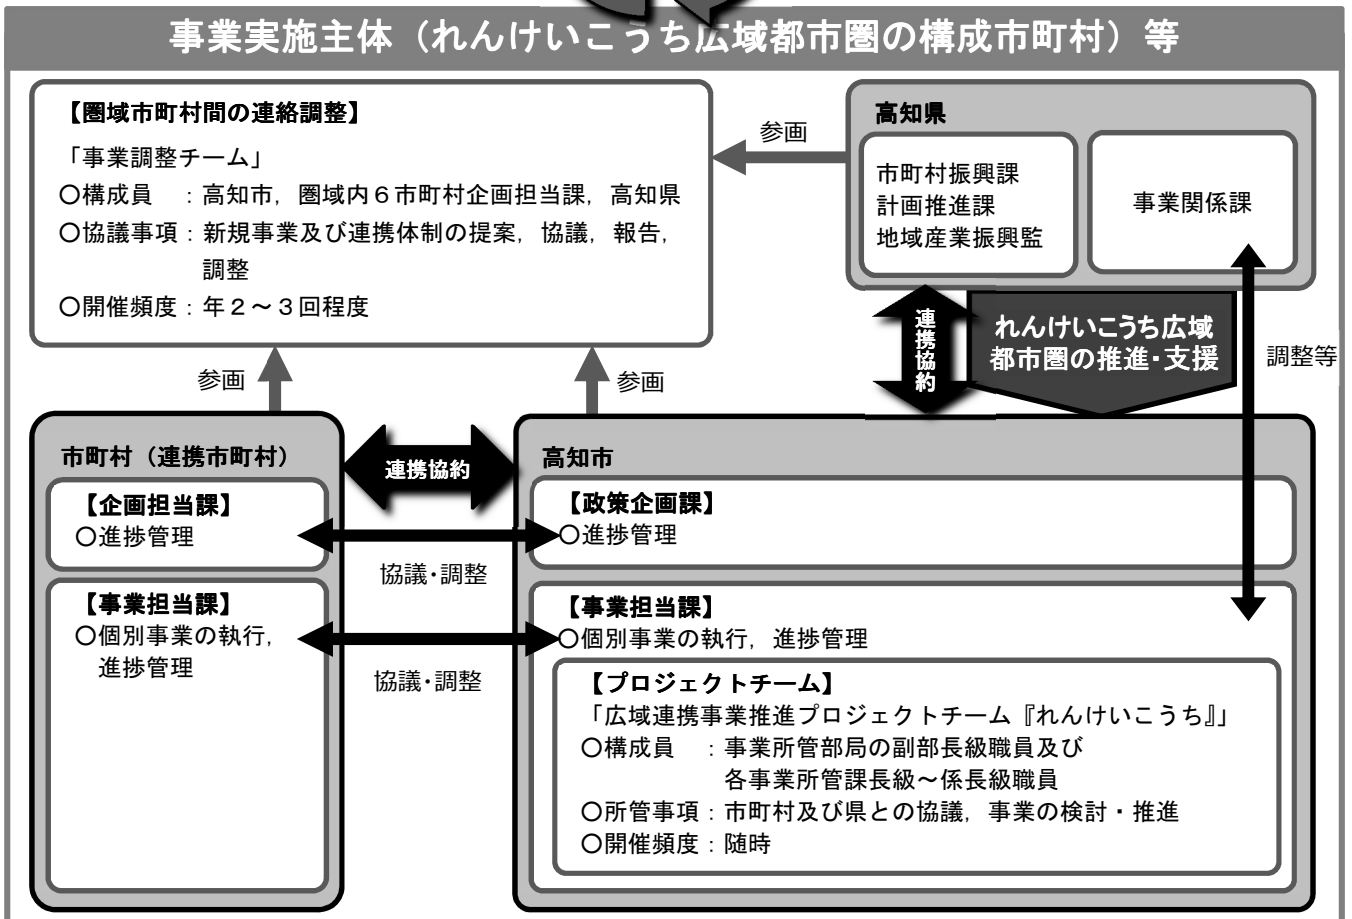 事業実施主体（れんけいこうち広域都市圏の構成市町村）等
【圏域市町村間の連絡調整】
「事業調整チーム」
○構成員　：高知市，圏域内６市町村企画担当課，高知県
○協議事項：新規事業及び連携体制の提案，協議，報告，
調整
○開催頻度：年２～３回程度
参画
高知県
市町村振興課
計画推進課
地域産業振興監
事業関係課
連携協約
れんけいこうち広域
都市圏の推進・支援
調整等
参画
参画
市町村（連携市町村）
【企画担当課】
○進捗管理
【事業担当課】
○個別事業の執行，
進捗管理
連携協約
協議・調整
協議・調整
高知市
【政策企画課】
○進捗管理
【事業担当課】
○個別事業の執行，進捗管理
【プロジェクトチーム】
「広域連携事業推進プロジェクトチーム『れんけいこうち』」
○構成員　：事業所管部局の副部長級職員及び
各事業所管課長級～係長級職員
○所管事項：市町村及び県との協議，事業の検討・推進
○開催頻度：随時